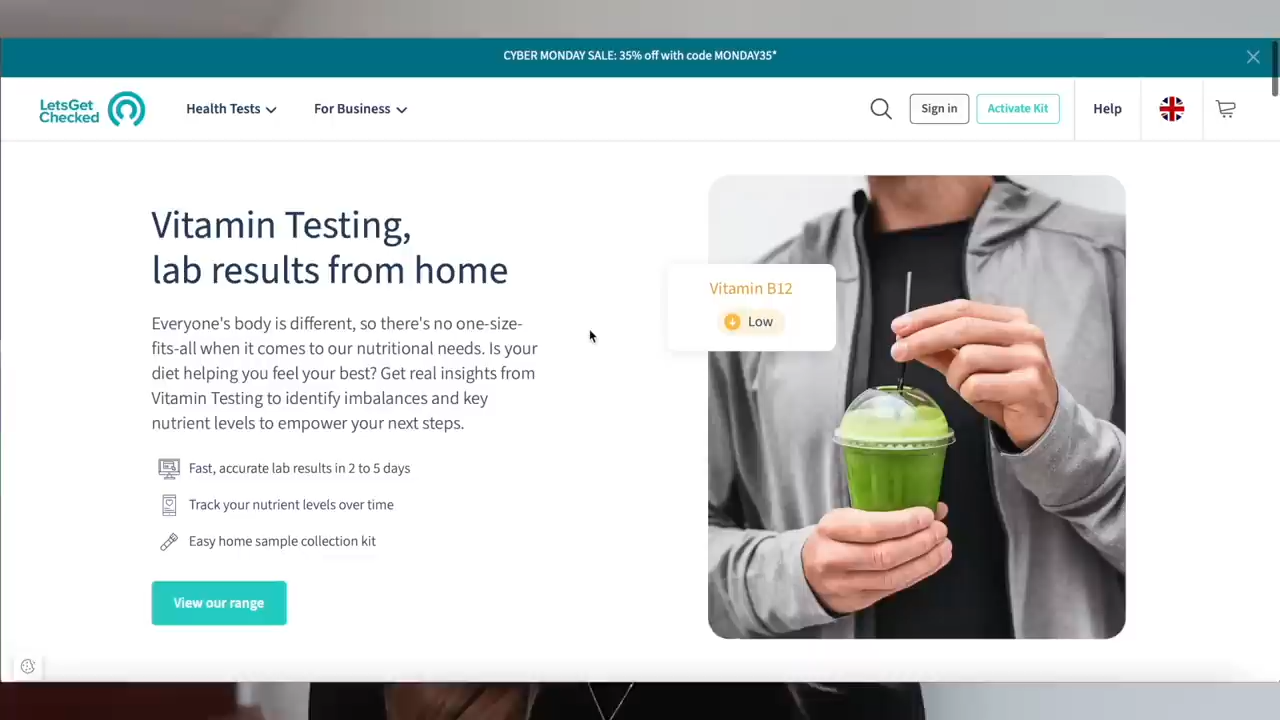 CYBER MONDAY SALE: 35% off with code MONDAY35*
LetsGet
Checked
Health Tests
For Business
Sign in
Activate Kit
Help
Vitamin Testing,
lab results from home
Everyone's body is different, so there's no one-size-
fits-all when it comes to our nutritional needs. Is your
diet helping you feel your best? Get real insights from
Vitamin Testing to identify imbalances and key
nutrient levels to empower your next steps.
Fast, accurate lab results in 2 to 5 days
Track your nutrient levels over time
Easy home sample collection kit
View our range
Vitamin B12
Low